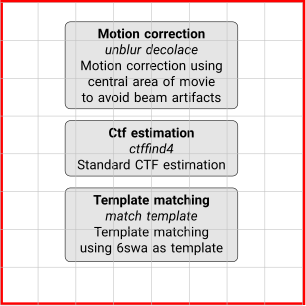 Motion correction
unblur decolace
Motion correction using
central area of movie
to avoid beam artifacts
Ctf estimation
ctffind4
Standard CTF estimation
Template matching
match template
Template matching
using 6swa as template